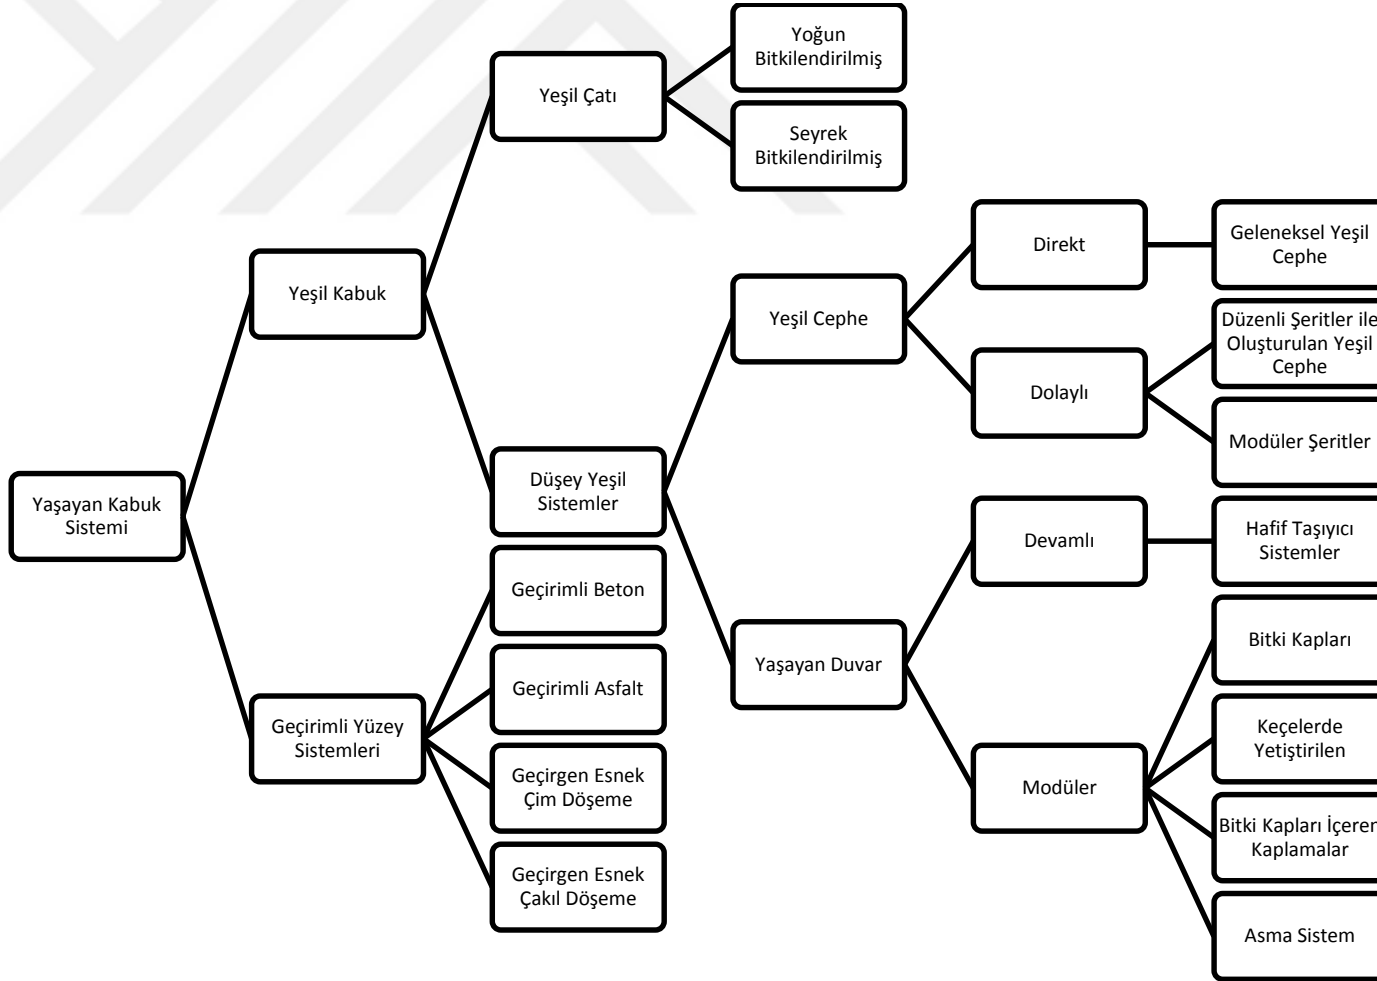 Yaşayan Kabuk
Sistemi
Yeşil Kabuk
Geçirimli Yüzey
Sistemleri
Yeşil Çatı
Düşey Yeşil
Sistemler
Geçirimli Beton
Geçirimli Asfalt
Geçirgen Esnek
Çim Döşeme
Geçirgen Esnek
Çakıl Döşeme
Yoğun
Bitkilendirilmiş
Seyrek
Bitkilendirilmiş
Yeşil Cephe
Yaşayan Duvar
Direkt
Dolaylı
Devamlı
Modüler
Geleneksel Yeşil
Cephe
Düzenli Şeritler ile
Oluşturulan Yeşil
Cephe
Modüler Şeritler
Hafif Taşıyıcı
Sistemler
Bitki Kapları
Keçelerde
Yetiştirilen
Bitki Kapları İçeren
Kaplamalar
Asma Sistem